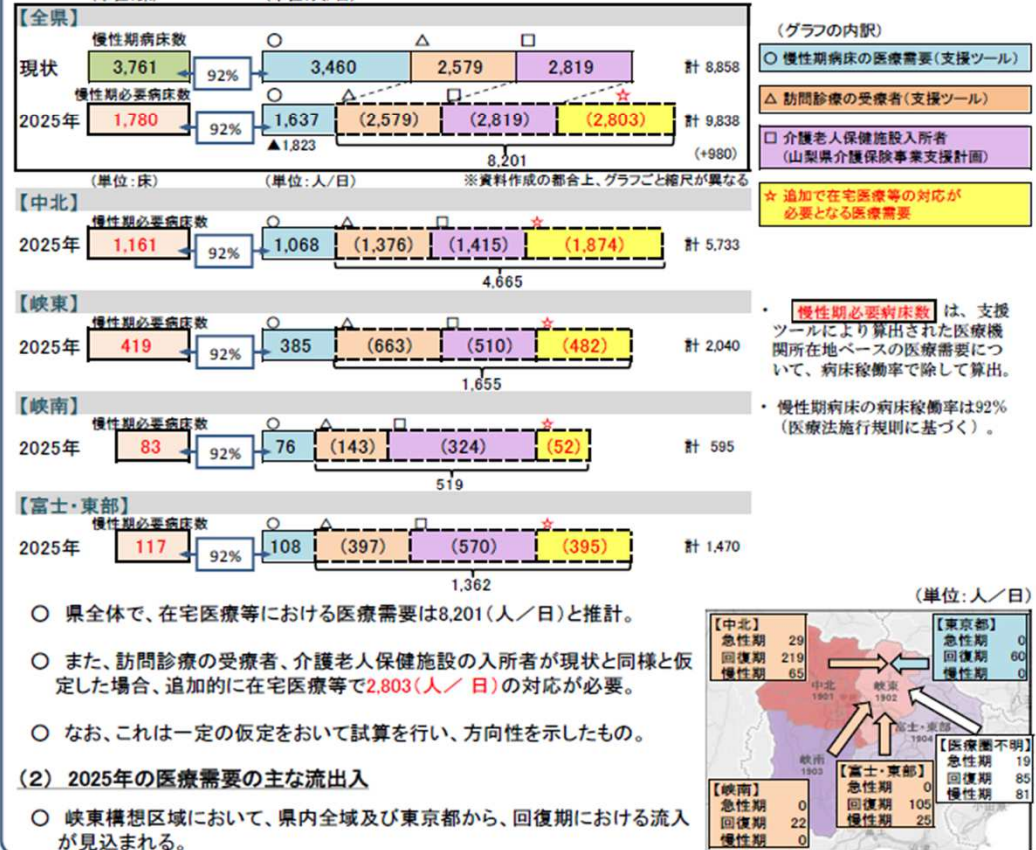 【全県】
慢性期病床数 ○ △ □
現状 3,761 92% 3,460 2,579 2,819 計 8,858
慢性期必要病床数 ○ △ □ ☆
2025年 1,780 92% 1,637 (2,579) (2,819) (2,803) 計 9,838
▲1,823 8,201 (+980)
(単位:床) (単位:人/日) ※資料作成の都合上、グラフごと縮尺が異なる
(グラフの内訳)
○ 慢性期病床の医療需要(支援ツール)
△ 訪問診療の受療者(支援ツール)
□ 介護老人保健施設入所者
(山梨県介護保険事業支援計画)
☆ 追加で在宅医療等の対応が
必要となる医療需要
【中北】
慢性期必要病床数 ○ △ □ ☆
2025年 1,161 92% 1,068 (1,376) (1,415) (1,874) 計 5,733
4,665
【峡東】
慢性期必要病床数 ○ △ □ ☆
2025年 419 92% 385 (663) (510) (482) 計 2,040
1,655
【峡南】
慢性期必要病床数 ○ △ □ ☆
2025年 83 92% 76 (143) (324) (52) 計 595
519
【富士・東部】
慢性期必要病床数 ○ △ □ ☆
2025年 117 92% 108 (397) (570) (395) 計 1,470
1,362
・ 慢性期必要病床数 は、支援
ツールにより算出された医療機
関所在地ベースの医療需要につ
いて、病床稼働率で除して算出。
・ 慢性期病床の病床稼働率は92%
(医療法施行規則に基づく)。
○ 県全体で、在宅医療等における医療需要は8,201(人/日)と推計。
○ また、訪問診療の受療者、介護老人保健施設の入所者が現状と同様と仮
定した場合、追加的に在宅医療等で2,803(人/ 日)の対応が必要。
○ なお、これは一定の仮定をおいて試算を行い、方向性を示したもの。
(2) 2025年の医療需要の主な流出入
○ 峡東構想区域において、県内全域及び東京都から、回復期における流入
が見込まれる。
(単位:人/日)
【中北】
急性期 29
回復期 219
慢性期 65
【東京都】
急性期 0
回復期 60
慢性期 0
中北
1901
峡東
1902
富士・東部
1904
峡南
1903
【医療圏不明】
急性期 19
回復期 85
慢性期 81
【富士・東部】
急性期 0
回復期 105
慢性期 25
【峡南】
急性期 0
回復期 22
慢性期 0